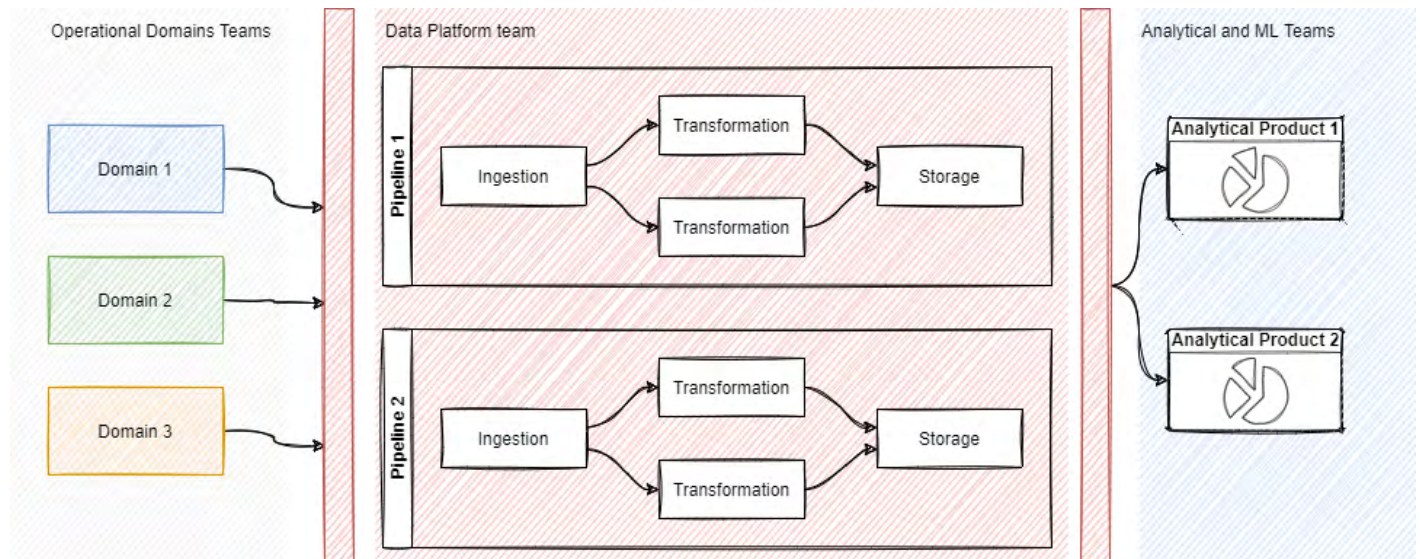 Operational Domains Teams
Data Platform team
Analytical and ML Teams
Domain 1
Domain 2
Domain 3
Pipeline 1
Ingestion
Transformation
Transformation
Storage
Pipeline 2
Ingestion
Transformation
Transformation
Storage
Analytical Product 1
Analytical Product 2